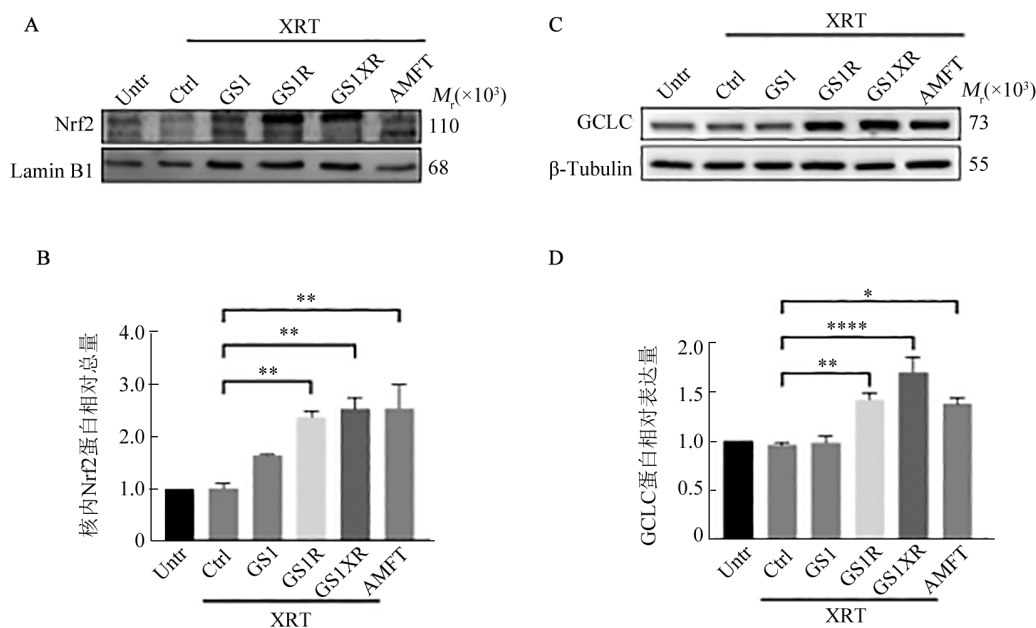 A
XRT
Untr
Ctrl
GS1
GS1R
GS1XR
AMFT
Mr(×10³)
Nrf2
110
Lamin B1
68
C
XRT
Untr
Ctrl
GS1
GS1R
GS1XR
AMFT
Mr(×10³)
GCLC
73
β-Tubulin
55
B
核内Nrf2蛋白相对总量
4.0
3.0
2.0
1.0
0
**
**
**
Untr
Ctrl
GS1
GS1R
GS1XR
AMFT
XRT
D
GCLC蛋白相对表达量
2.0
1.5
1.0
0.5
0
*
****
**
Untr
Ctrl
GS1
GS1R
GS1XR
AMFT
XRT